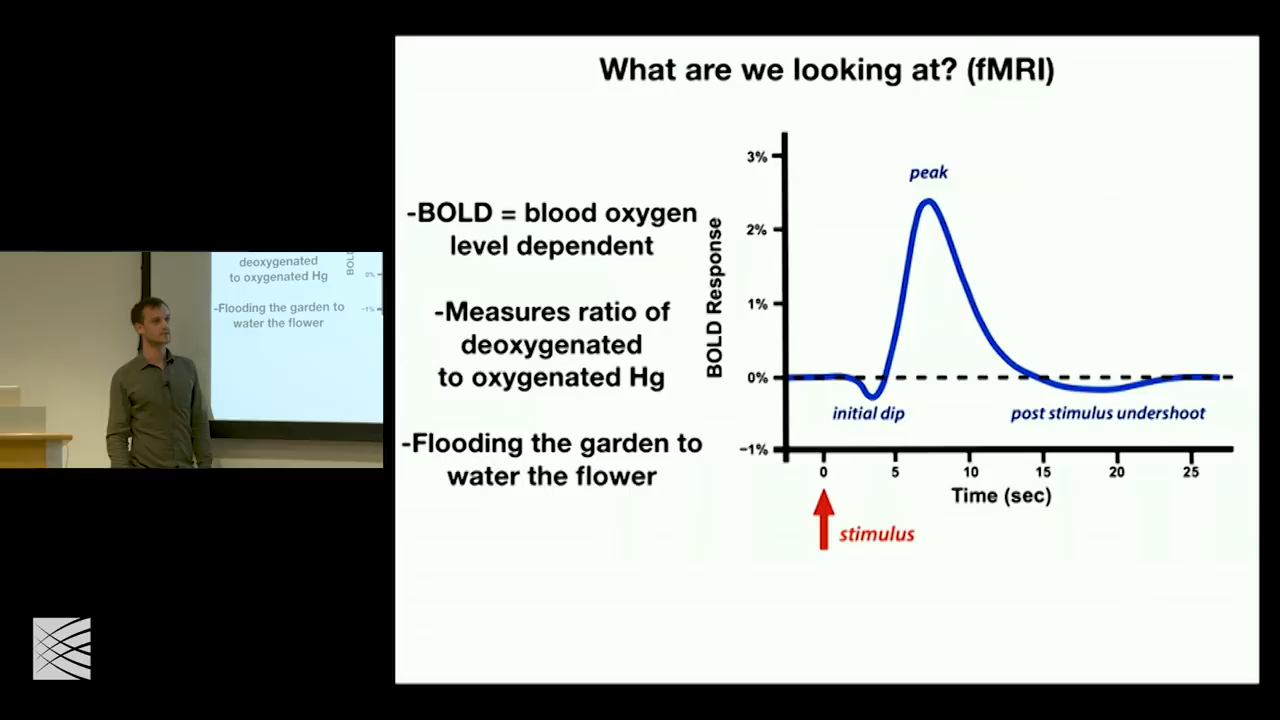 What are we looking at? (fMRI)
-BOLD = blood oxygen
level dependent
-Measures ratio of
deoxygenated
to oxygenated Hg
-Flooding the garden to
water the flower
BOLD Response
3%
2%
1%
0%
−1%
peak
initial dip
post stimulus undershoot
0
5
10
15
20
25
Time (sec)
stimulus
deoxygenated
to oxygenated Hg
-Flooding the garden to
water the flower
BOLD
0%
-1%